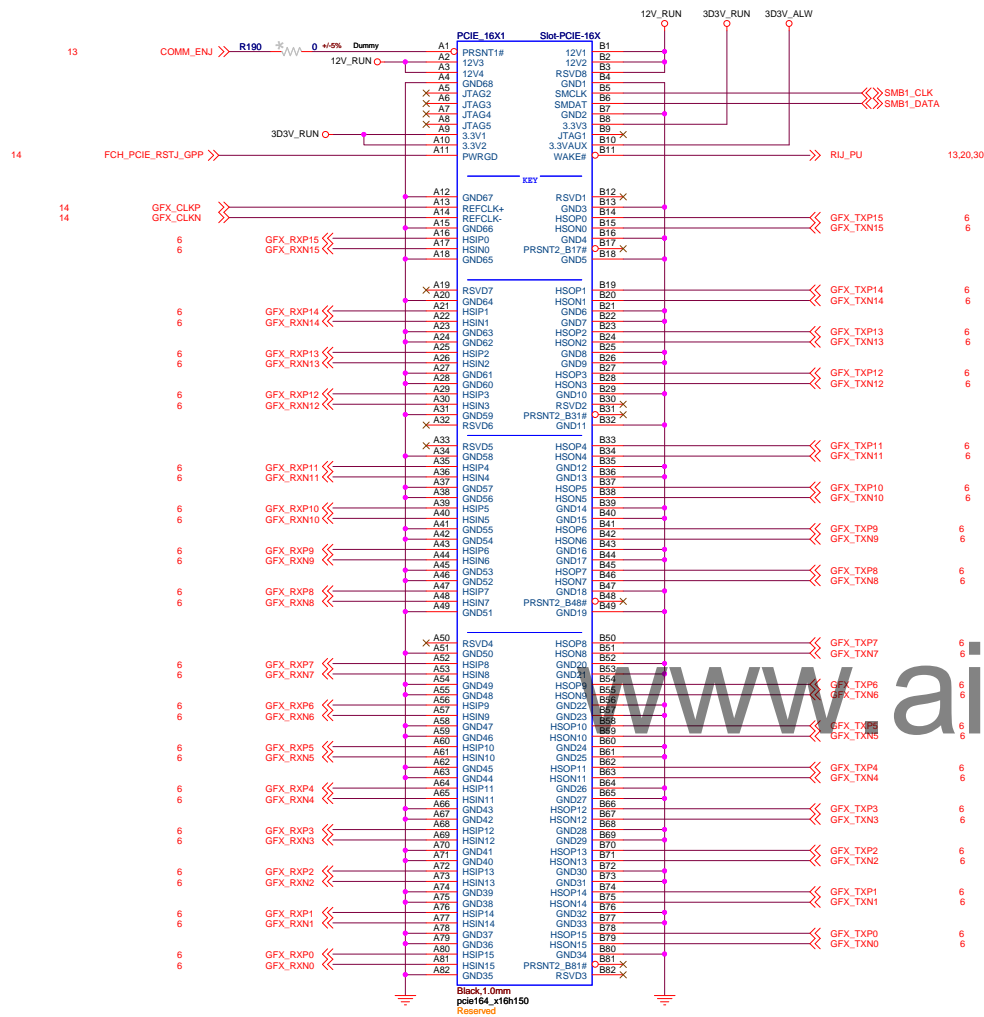 12V_RUN 3D3V_RUN 3D3V_ALW
PCIE_16X1 Slot-PCIE-16X
13 COMM_ENJ R190 0 +/-5% Dummy A1 PRSNT1# 12V1 B1
12V_RUN A2 12V3 12V2 B2
A3 12V4 RSVD8 B3
A4 GND68 GND1 B4
A5 JTAG2 SMCLK B5 SMB1_CLK
A6 JTAG3 SMDAT B6 SMB1_DATA
A7 JTAG4 GND2 B7
A8 JTAG5 3.3V3 B8
3D3V_RUN A9 3.3V1 JTAG1 B9
A10 3.3V2 3.3VAUX B10
14 FCH_PCIE_RSTJ_GPP A11 PWRGD WAKE# B11 RIJ_PU 13,20,30
KEY
A12 GND67 RSVD1 B12
14 GFX_CLKP A13 REFCLK+ GND3 B13
14 GFX_CLKN A14 REFCLK- HSOP0 B14 GFX_TXP15 6
A15 GND66 HSON0 B15 GFX_TXN15 6
6 GFX_RXP15 A16 HSIP0 GND4 B16
6 GFX_RXN15 A17 HSIN0 PRSNT2_B17# B17
A18 GND65 GND5 B18
A19 RSVD7 HSOP1 B19 GFX_TXP14 6
A20 GND64 HSON1 B20 GFX_TXN14 6
6 GFX_RXP14 A21 HSIP1 GND6 B21
6 GFX_RXN14 A22 HSIN1 GND7 B22
A23 GND63 HSOP2 B23 GFX_TXP13 6
A24 GND62 HSON2 B24 GFX_TXN13 6
6 GFX_RXP13 A25 HSIP2 GND8 B25
6 GFX_RXN13 A26 HSIN2 GND9 B26
A27 GND61 HSOP3 B27 GFX_TXP12 6
A28 GND60 HSON3 B28 GFX_TXN12 6
6 GFX_RXP12 A29 HSIP3 GND10 B29
6 GFX_RXN12 A30 HSIN3 RSVD2 B30
A31 GND59 PRSNT2_B31# B31
A32 RSVD6 GND11 B32
A33 RSVD5 HSOP4 B33 GFX_TXP11 6
A34 GND58 HSON4 B34 GFX_TXN11 6
6 GFX_RXP11 A35 HSIP4 GND12 B35
6 GFX_RXN11 A36 HSIN4 GND13 B36
A37 GND57 HSOP5 B37 GFX_TXP10 6
A38 GND56 HSON5 B38 GFX_TXN10 6
6 GFX_RXP10 A39 HSIP5 GND14 B39
6 GFX_RXN10 A40 HSIN5 GND15 B40
A41 GND55 HSOP6 B41 GFX_TXP9 6
A42 GND54 HSON6 B42 GFX_TXN9 6
6 GFX_RXP9 A43 HSIP6 GND16 B43
6 GFX_RXN9 A44 HSIN6 GND17 B44
A45 GND53 HSOP7 B45 GFX_TXP8 6
A46 GND52 HSON7 B46 GFX_TXN8 6
6 GFX_RXP8 A47 HSIP7 GND18 B47
6 GFX_RXN8 A48 HSIN7 PRSNT2_B48# B48
A49 GND51 GND19 B49
A50 RSVD4 HSOP8 B50 GFX_TXP7 6
A51 GND50 HSON8 B51 GFX_TXN7 6
6 GFX_RXP7 A52 HSIP8 GND20 B52
6 GFX_RXN7 A53 HSIN8 GND21 B53
A54 GND49 HSOP9 B54 GFX_TXP6 6
A55 GND48 HSON9 B55 GFX_TXN6 6
6 GFX_RXP6 A56 HSIP9 GND22 B56
6 GFX_RXN6 A57 HSIN9 GND23 B57
www.ai
A58 GND47 HSOP10 B58 GFX_TXP5 6
A59 GND46 HSON10 B59 GFX_TXN5 6
6 GFX_RXP5 A60 HSIP10 GND24 B60
6 GFX_RXN5 A61 HSIN10 GND25 B61
A62 GND45 HSOP11 B62 GFX_TXP4 6
A63 GND44 HSON11 B63 GFX_TXN4 6
6 GFX_RXP4 A64 HSIP11 GND26 B64
6 GFX_RXN4 A65 HSIN11 GND27 B65
A66 GND43 HSOP12 B66 GFX_TXP3 6
A67 GND42 HSON12 B67 GFX_TXN3 6
6 GFX_RXP3 A68 HSIP12 GND28 B68
6 GFX_RXN3 A69 HSIN12 GND29 B69
A70 GND41 HSOP13 B70 GFX_TXP2 6
A71 GND40 HSON13 B71 GFX_TXN2 6
6 GFX_RXP2 A72 HSIP13 GND30 B72
6 GFX_RXN2 A73 HSIN13 GND31 B73
A74 GND39 HSOP14 B74 GFX_TXP1 6
A75 GND38 HSON14 B75 GFX_TXN1 6
6 GFX_RXP1 A76 HSIP14 GND32 B76
6 GFX_RXN1 A77 HSIN14 GND33 B77
A78 GND37 HSOP15 B78 GFX_TXP0 6
A79 GND36 HSON15 B79 GFX_TXN0 6
6 GFX_RXP0 A80 HSIP15 GND34 B80
6 GFX_RXN0 A81 HSIN15 PRSNT2_B81# B81
A82 GND35 RSVD3 B82
Black,1.0mm
pcie164_x16h150
Reserved